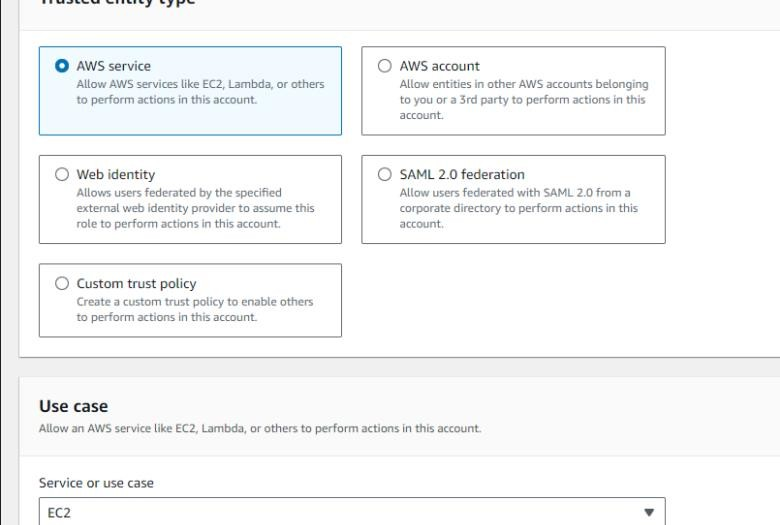 Trusted entity type
AWS service
Allow AWS services like EC2, Lambda, or others
to perform actions in this account.
AWS account
Allow entities in other AWS accounts belonging
to you or a 3rd party to perform actions in this
account.
Web identity
Allows users federated by the specified
external web identity provider to assume this
role to perform actions in this account.
SAML 2.0 federation
Allow users federated with SAML 2.0 from a
corporate directory to perform actions in this
account.
Custom trust policy
Create a custom trust policy to enable others
to perform actions in this account.
Use case
Allow an AWS service like EC2, Lambda, or others to perform actions in this account.
Service or use case
EC2